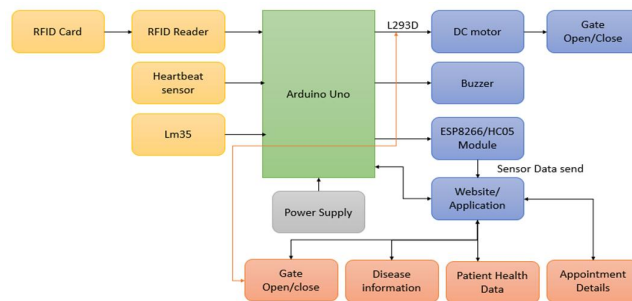 RFID Card
RFID Reader
L293D
DC motor
Gate
Open/Close
Heartbeat
sensor
Arduino Uno
Buzzer
Lm35
ESP8266/HC05
Module
Sensor Data send
Website/
Application
Power Supply
Gate
Open/close
Disease
information
Patient Health
Data
Appointment
Details